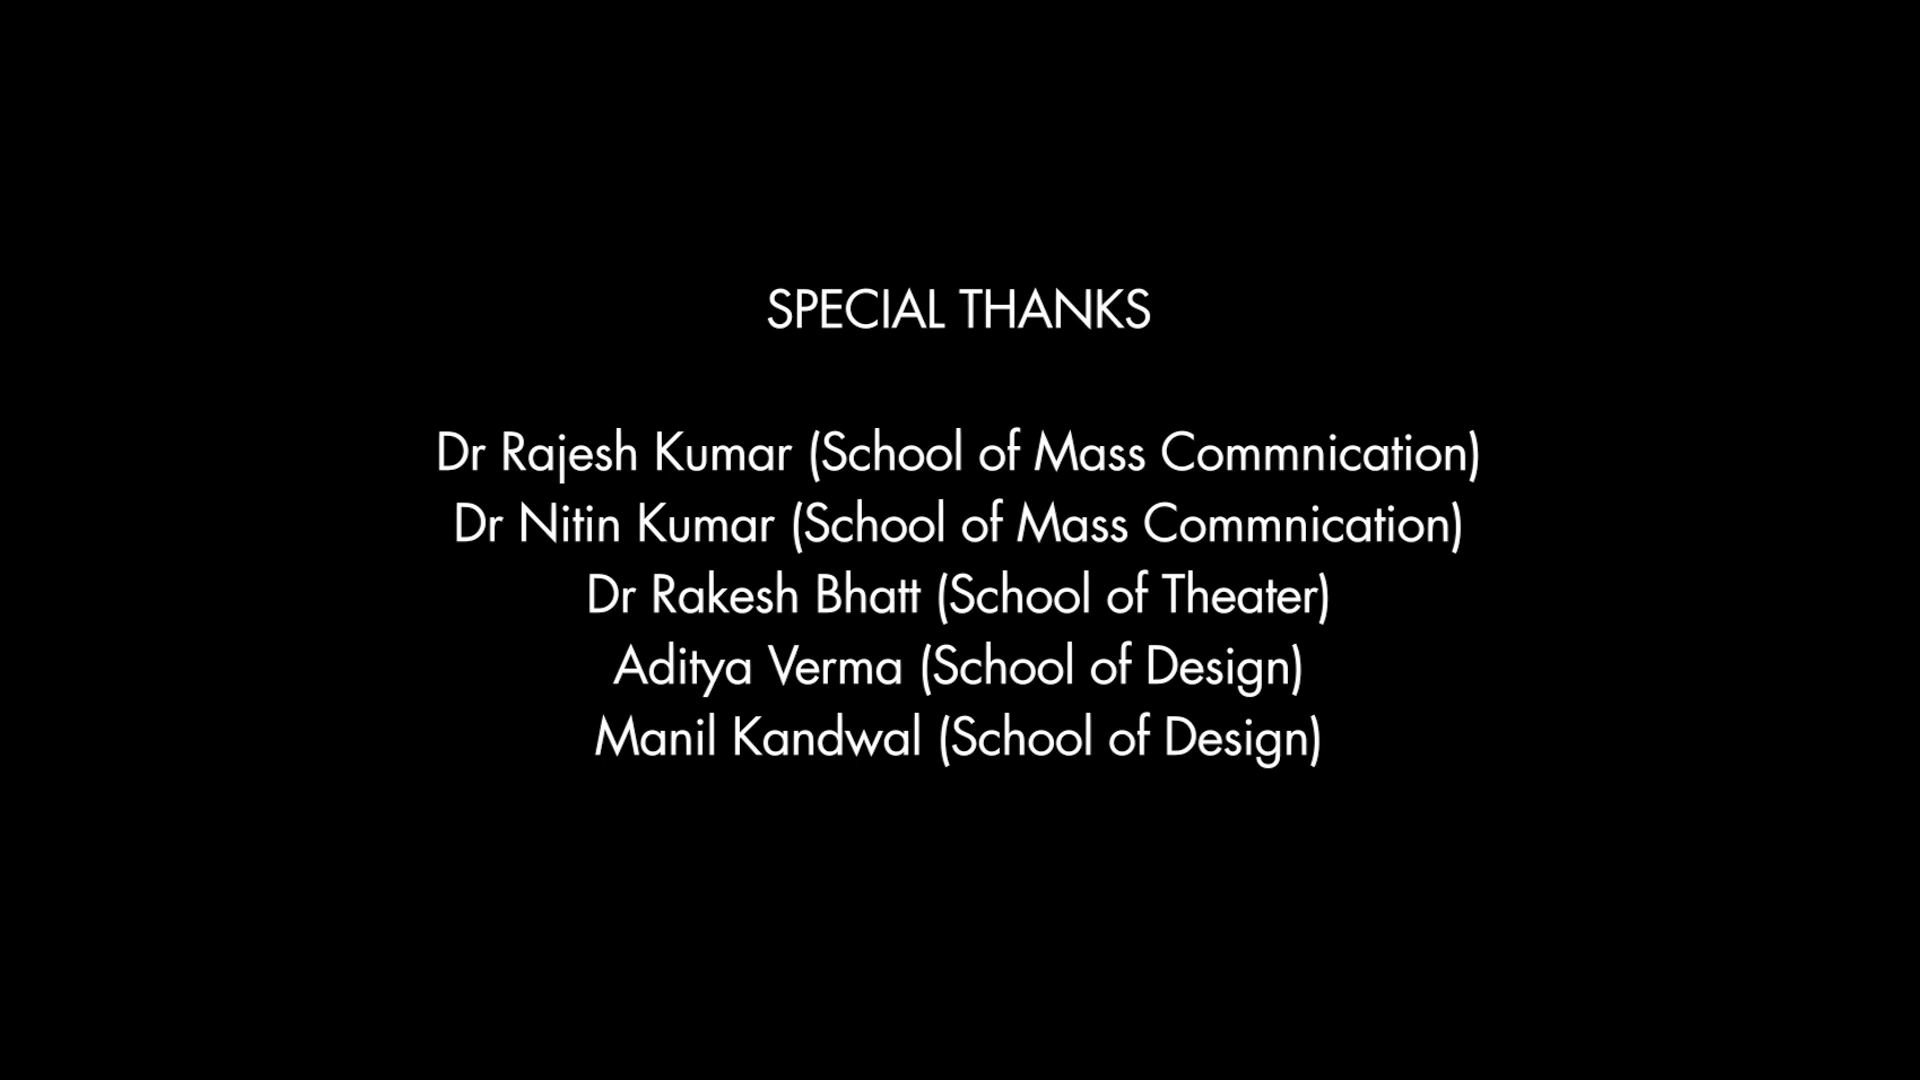 SPECIAL THANKS
Dr Rajesh Kumar (School of Mass Commnication)
Dr Nitin Kumar (School of Mass Commnication)
Dr Rakesh Bhatt (School of Theater)
Aditya Verma (School of Design)
Manil Kandwal (School of Design)